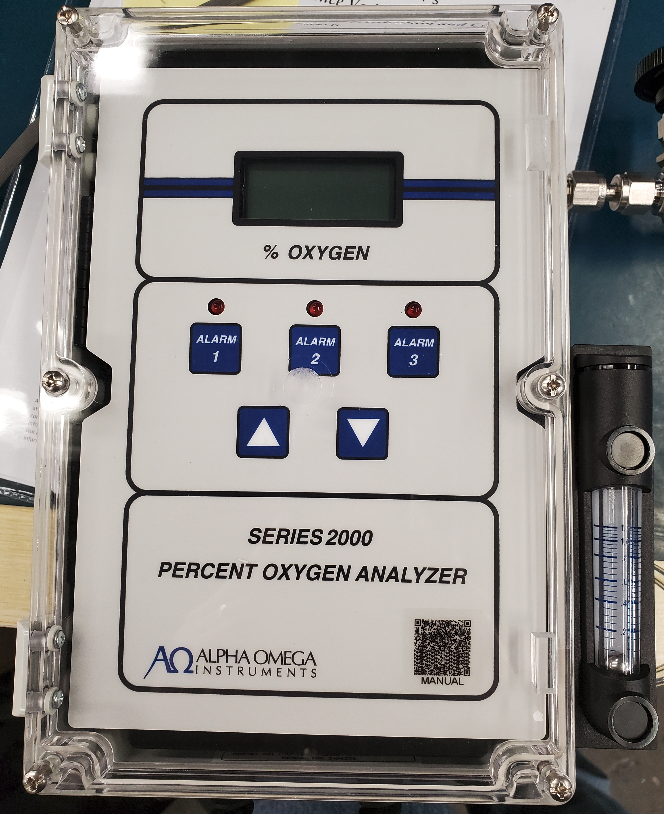 % OXYGEN
ALARM
1
ALARM
2
ALARM
3
SERIES 2000
PERCENT OXYGEN ANALYZER
AΩ ALPHA OMEGA
INSTRUMENTS
MANUAL